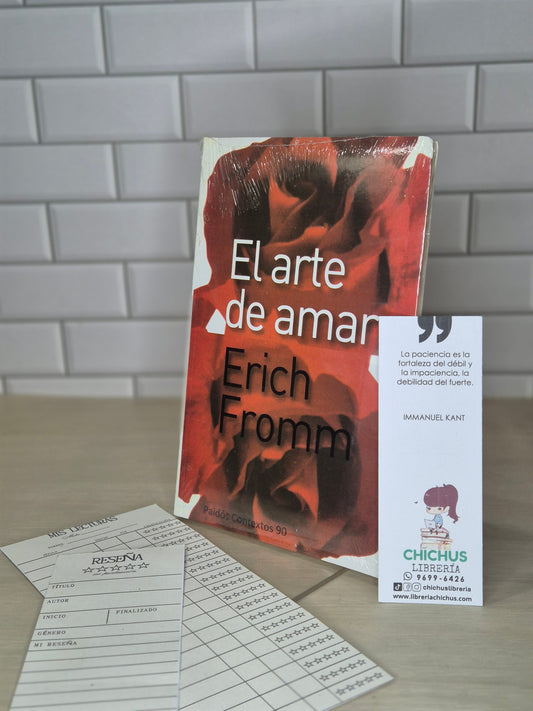 El arte
de amar
Erich
Fromm
Paidós Contextos 90
”
La paciencia es la
fortaleza del débil y
la impaciencia, la
debilidad del fuerte.
IMMANUEL KANT
CHICHUS
LIBRERÍA
9699-6426
chichuslibreria
www.libreriachichus.com
MIS LECTURAS
RESEÑA
TÍTULO
AUTOR
INICIO
FINALIZADO
GÉNERO
MI RESEÑA